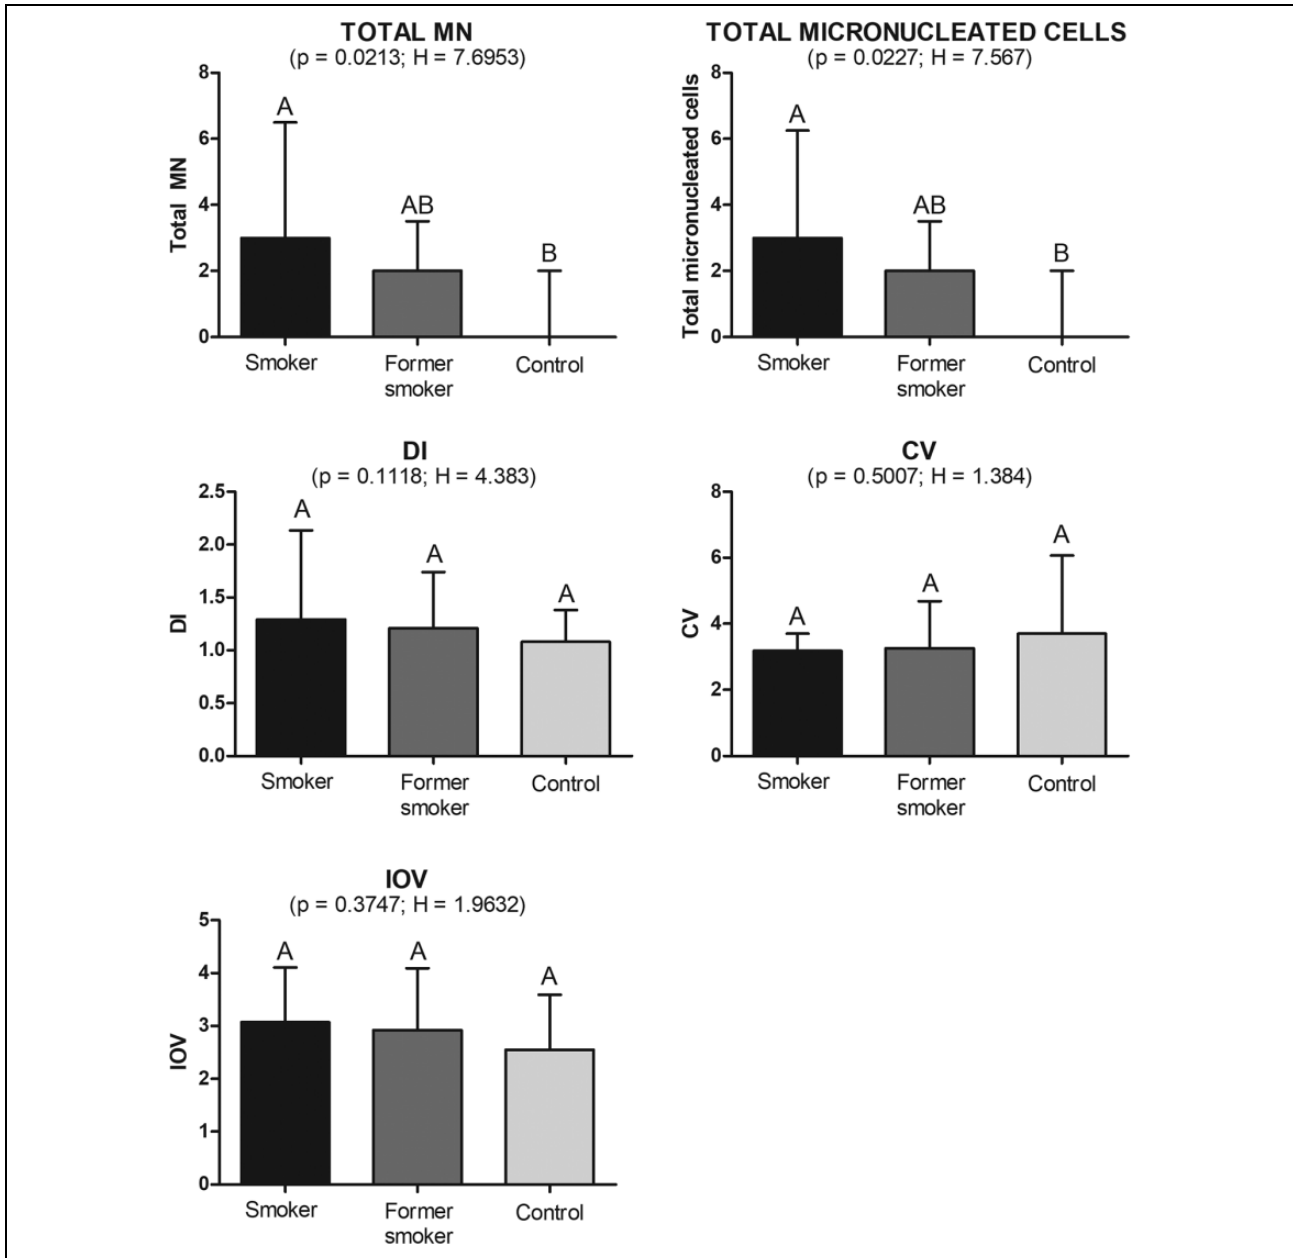 TOTAL MN
(p = 0.0213; H = 7.6953)
Total MN
8
6
4
2
0
A
AB
B
Smoker
Former
smoker
Control
TOTAL MICRONUCLEATED CELLS
(p = 0.0227; H = 7.567)
Total micronucleated cells
8
6
4
2
0
A
AB
B
Smoker
Former
smoker
Control
DI
(p = 0.1118; H = 4.383)
DI
2.5
2.0
1.5
1.0
0.5
0.0
A
A
A
Smoker
Former
smoker
Control
CV
(p = 0.5007; H = 1.384)
CV
8
6
4
2
0
A
A
A
Smoker
Former
smoker
Control
IOV
(p = 0.3747; H = 1.9632)
IOV
5
4
3
2
1
0
A
A
A
Smoker
Former
smoker
Control